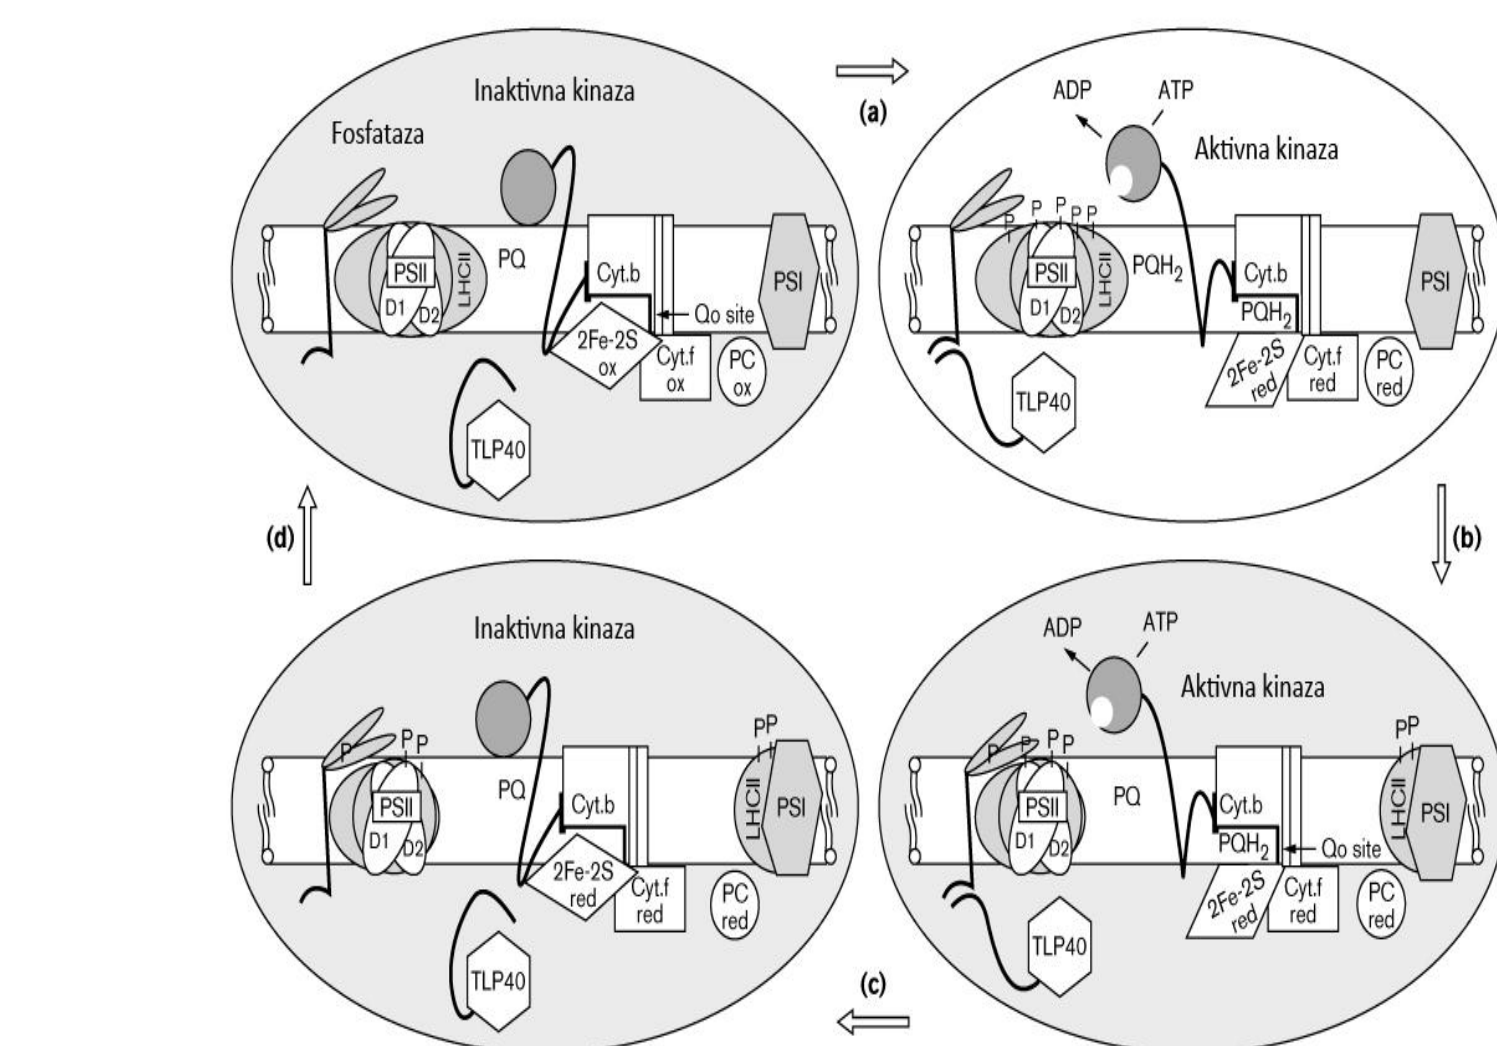 Inaktivna kinaza
Fosfataza
PQ
Cyt.b
PSII
LHCII
D1
D2
Qo site
PSI
2Fe-2S
ox
Cyt.f
ox
PC
ox
TLP40
(a)
ADP
ATP
Aktivna kinaza
P
P
P
P P
PQH2
Cyt.b
PSII
LHCII
D1
D2
PQH2
PSI
2Fe-2S
red
Cyt.f
red
PC
red
TLP40
(b)
(d)
Inaktivna kinaza
P
P
P
PP
PQ
Cyt.b
PSII
D1
D2
LHCII
PSI
2Fe-2S
red
Cyt.f
red
PC
red
TLP40
(c)
ADP
ATP
Aktivna kinaza
P
P
P
P
PP
PQ
Cyt.b
PSII
D1
D2
PQH2
Qo site
LHCII
PSI
2Fe-2S
red
Cyt.f
red
PC
red
TLP40